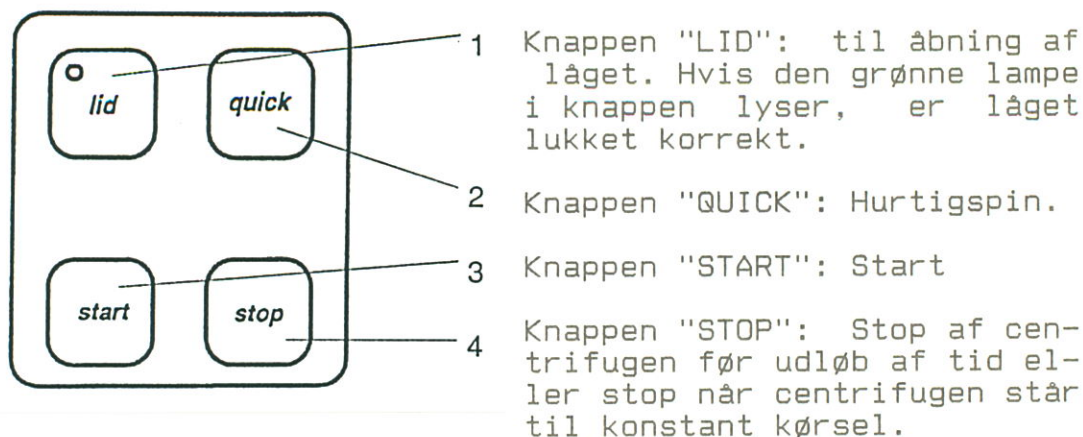 lid
quick
start
stop
1
2
3
4
Knappen "LID": til åbning af
låget. Hvis den grønne lampe
i knappen lyser, er låget
lukket korrekt.
Knappen "QUICK": Hurtigspin.
Knappen "START": Start
Knappen "STOP": Stop af cen-
trifugen før udløb af tid el-
ler stop når centrifugen står
til konstant kørsel.